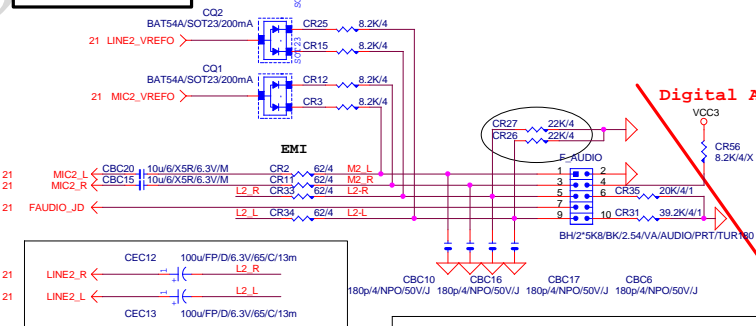 CQ2
BAT54A/SOT23/200mA
21 LINE2_VREFO
CR25 8.2K/4
CR15 8.2K/4
SOT23
CQ1
BAT54A/SOT23/200mA
21 MIC2_VREFO
CR12 8.2K/4
CR3 8.2K/4
Digital A
VCC3
CR27 22K/4
CR26 22K/4
CR56
8.2K/4/X
EMI
F_AUDIO
21 MIC2_L CBC20 10u/6/X5R/6.3V/M CR2 62/4 M2_L 1 2
21 MIC2_R CBC15 10u/6/X5R/6.3V/M CR11 62/4 M2_R 3 4
L2_R CR33 62/4 L2-R 5 6 CR35 20K/4/1
21 FAUDIO_JD 7
L2_L CR34 62/4 L2-L 9 10 CR31 39.2K/4/1
BH/2*5K8/BK/2.54/VA/AUDIO/PRT/TUR180
CEC12 100u/FP/D/6.3V/65/C/13m
21 LINE2_R 1 + L2_R
21 LINE2_L 1 + L2_L
CEC13 100u/FP/D/6.3V/65/C/13m
CBC10 CBC16 CBC17 CBC6
180p/4/NPO/50V/J 180p/4/NPO/50V/J 180p/4/NPO/50V/J 180p/4/NPO/50V/J